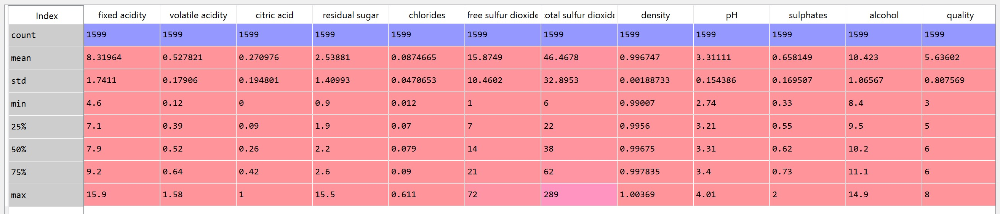 Index fixed acidity volatile acidity citric acid residual sugar chlorides free sulfur dioxide otal sulfur dioxide density pH sulphates alcohol quality
count 1599 1599 1599 1599 1599 1599 1599 1599 1599 1599 1599 1599
mean 8.31964 0.527821 0.270976 2.53881 0.0874665 15.8749 46.4678 0.996747 3.31111 0.658149 10.423 5.63602
std 1.7411 0.17906 0.194801 1.40993 0.0470653 10.4602 32.8953 0.00188733 0.154386 0.169507 1.06567 0.807569
min 4.6 0.12 0 0.9 0.012 1 6 0.99007 2.74 0.33 8.4 3
25% 7.1 0.39 0.09 1.9 0.07 7 22 0.9956 3.21 0.55 9.5 5
50% 7.9 0.52 0.26 2.2 0.079 14 38 0.99675 3.31 0.62 10.2 6
75% 9.2 0.64 0.42 2.6 0.09 21 62 0.997835 3.4 0.73 11.1 6
max 15.9 1.58 1 15.5 0.611 72 289 1.00369 4.01 2 14.9 8